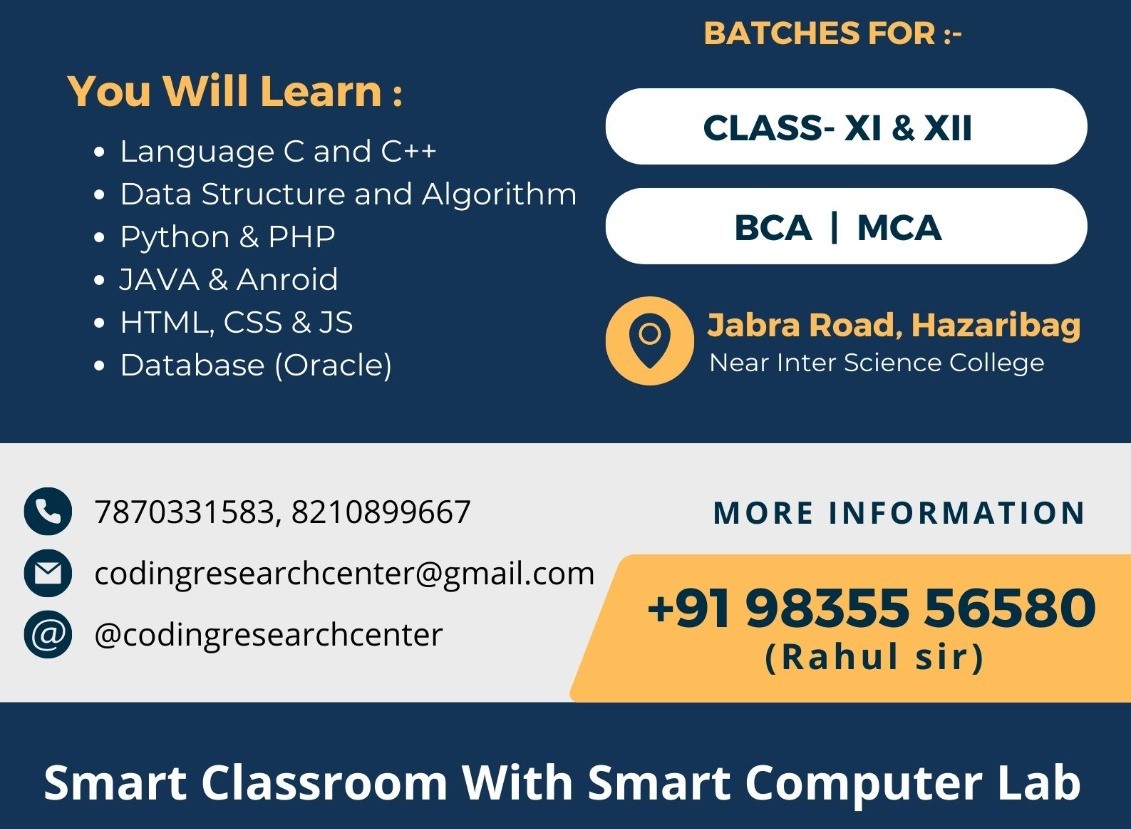 BATCHES FOR :-
You Will Learn :
Language C and C++
Data Structure and Algorithm
Python & PHP
JAVA & Anroid
HTML, CSS & JS
Database (Oracle)
CLASS- XI & XII
BCA | MCA
Jabra Road, Hazaribag
Near Inter Science College
7870331583, 8210899667
codingresearchcenter@gmail.com
@codingresearchcenter
MORE INFORMATION
+91 98355 56580
(Rahul sir)
Smart Classroom With Smart Computer Lab